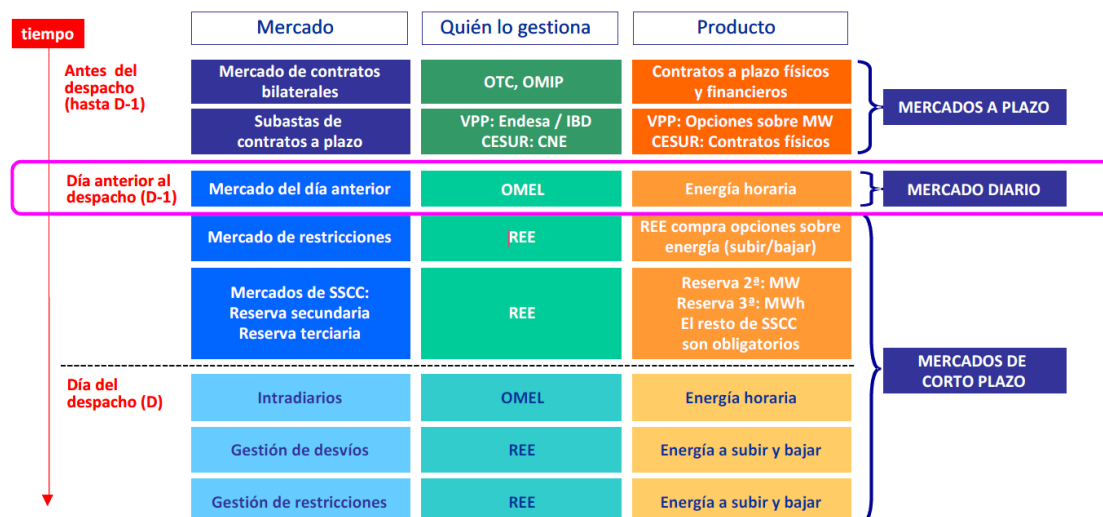 tiempo
Mercado
Quién lo gestiona
Producto
Antes del
despacho
(hasta D-1)
Mercado de contratos
bilaterales
OTC, OMIP
Contratos a plazo físicos
y financieros
Subastas de
contratos a plazo
VPP: Endesa / IBD
CESUR: CNE
VPP: Opciones sobre MW
CESUR: Contratos físicos
MERCADOS A PLAZO
Día anterior al
despacho (D-1)
Mercado del día anterior
OMEL
Energía horaria
MERCADO DIARIO
Mercado de restricciones
REE
REE compra opciones sobre
energía (subir/bajar)
Mercados de SSCC:
Reserva secundaria
Reserva terciaria
REE
Reserva 2ª: MW
Reserva 3ª: MWh
El resto de SSCC
son obligatorios
MERCADOS DE
CORTO PLAZO
Día del
despacho (D)
Intradiarios
OMEL
Energía horaria
Gestión de desvíos
REE
Energía a subir y bajar
Gestión de restricciones
REE
Energía a subir y bajar